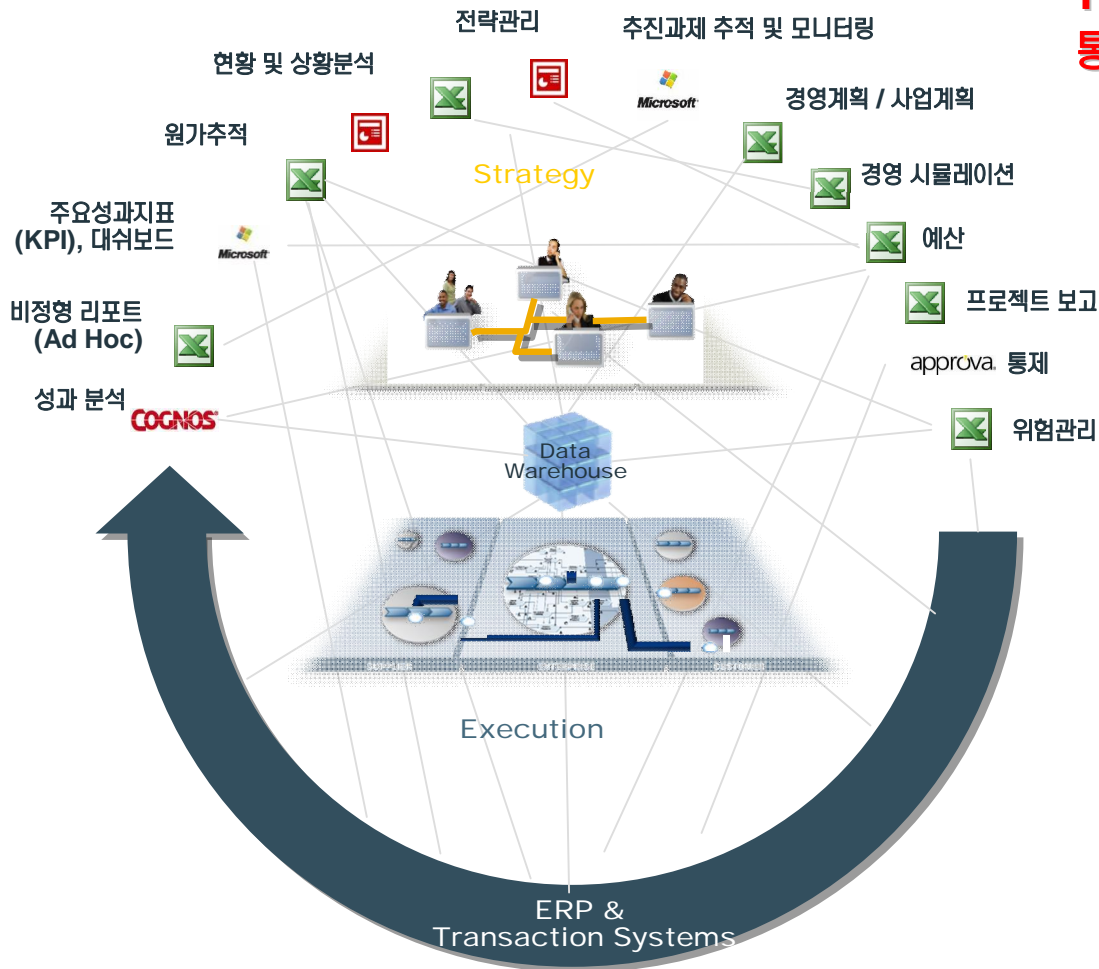 전략관리
추진과제 추적 및 모니터링
통
현황 및 상황분석
Microsoft
경영계획 / 사업계획
원가추적
Strategy
경영 시뮬레이션
주요성과지표
(KPI), 대쉬보드
Microsoft
예산
비정형 리포트
(Ad Hoc)
프로젝트 보고
approva 통제
성과 분석
COGNOS
위험관리
Data
Warehouse
SUPPLIER
ENTERPRISE
CUSTOMER
Execution
ERP &
Transaction Systems